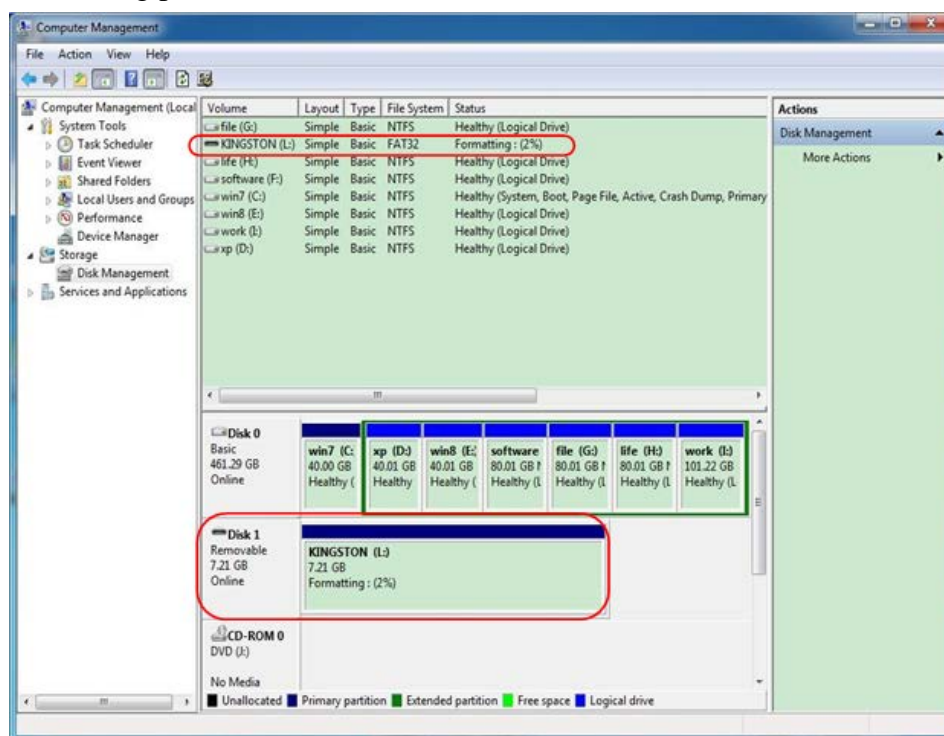 Computer Management
File Action View Help
Computer Management (Local
System Tools
Task Scheduler
Event Viewer
Shared Folders
Local Users and Groups
Performance
Device Manager
Storage
Disk Management
Services and Applications
Volume Layout Type File System Status
file (G:) Simple Basic NTFS Healthy (Logical Drive)
KINGSTON (L:) Simple Basic FAT32 Formatting : (2%)
life (H:) Simple Basic NTFS Healthy (Logical Drive)
software (F:) Simple Basic NTFS Healthy (Logical Drive)
win7 (C:) Simple Basic NTFS Healthy (System, Boot, Page File, Active, Crash Dump, Primary
win8 (E:) Simple Basic NTFS Healthy (Logical Drive)
work (I:) Simple Basic NTFS Healthy (Logical Drive)
xp (D:) Simple Basic NTFS Healthy (Logical Drive)
Actions
Disk Management
More Actions
Disk 0
Basic
461.29 GB
Online
win7 (C:
40.00 GB
Healthy (
xp (D:)
40.01 GB
Healthy
win8 (E:
40.01 GB
Healthy (
software
80.01 GB
Healthy (L
file (G:)
80.01 GB
Healthy (L
life (H:)
80.01 GB
Healthy (L
work (I:)
101.22 GB
Healthy (L
Disk 1
Removable
7.21 GB
Online
KINGSTON (L:)
7.21 GB
Formatting : (2%)
CD-ROM 0
DVD (J:)
No Media
Unallocated Primary partition Extended partition Free space Logical drive